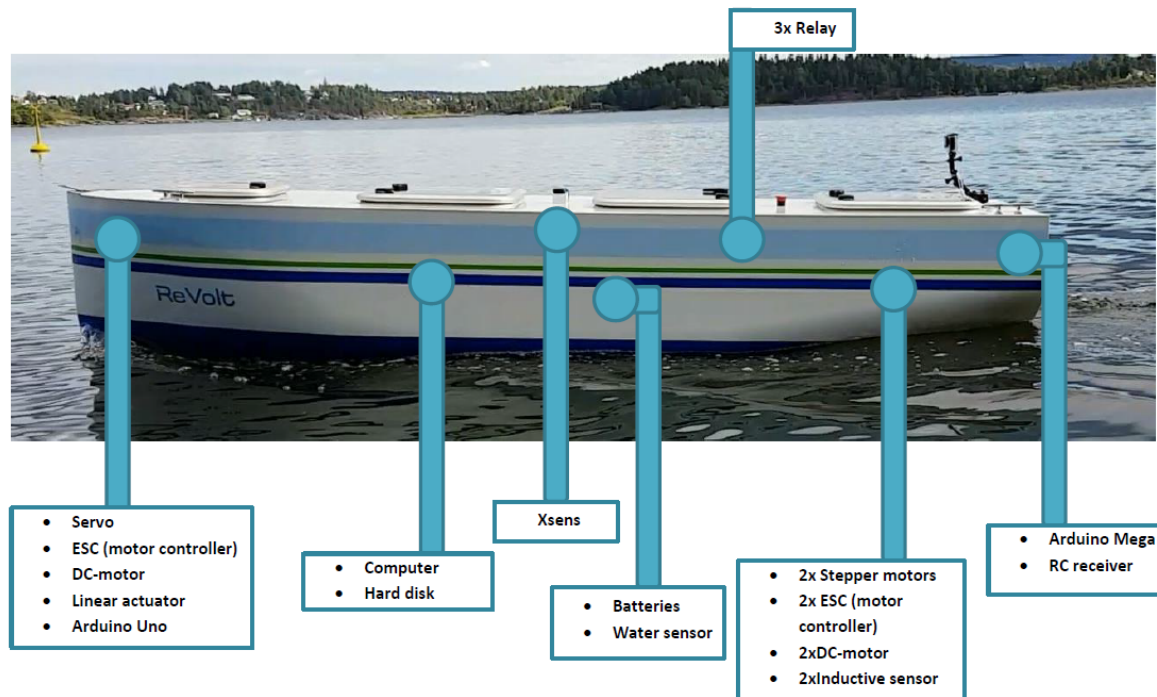 3x Relay
ReVolt
Servo
ESC (motor controller)
DC-motor
Linear actuator
Arduino Uno
Computer
Hard disk
Xsens
Batteries
Water sensor
2x Stepper motors
2x ESC (motor
controller)
2xDC-motor
2xInductive sensor
Arduino Mega
RC receiver